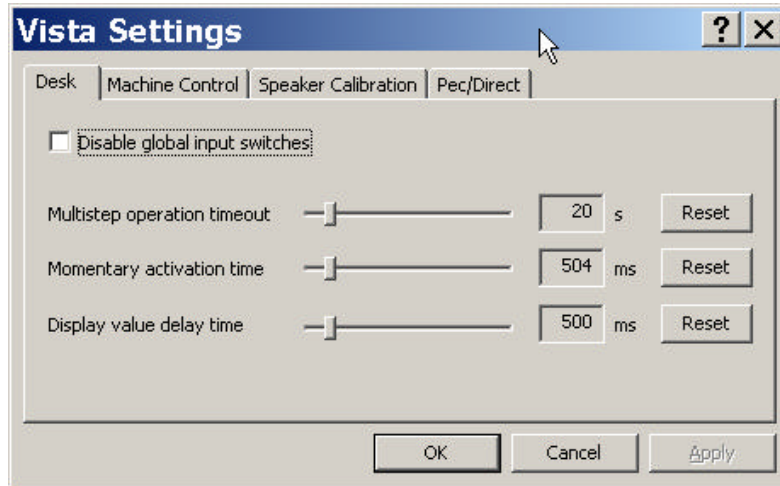 Vista Settings ? X
Desk Machine Control Speaker Calibration Pec/Direct
Disable global input switches
Multistep operation timeout 20 s Reset
Momentary activation time 504 ms Reset
Display value delay time 500 ms Reset
OK Cancel Apply